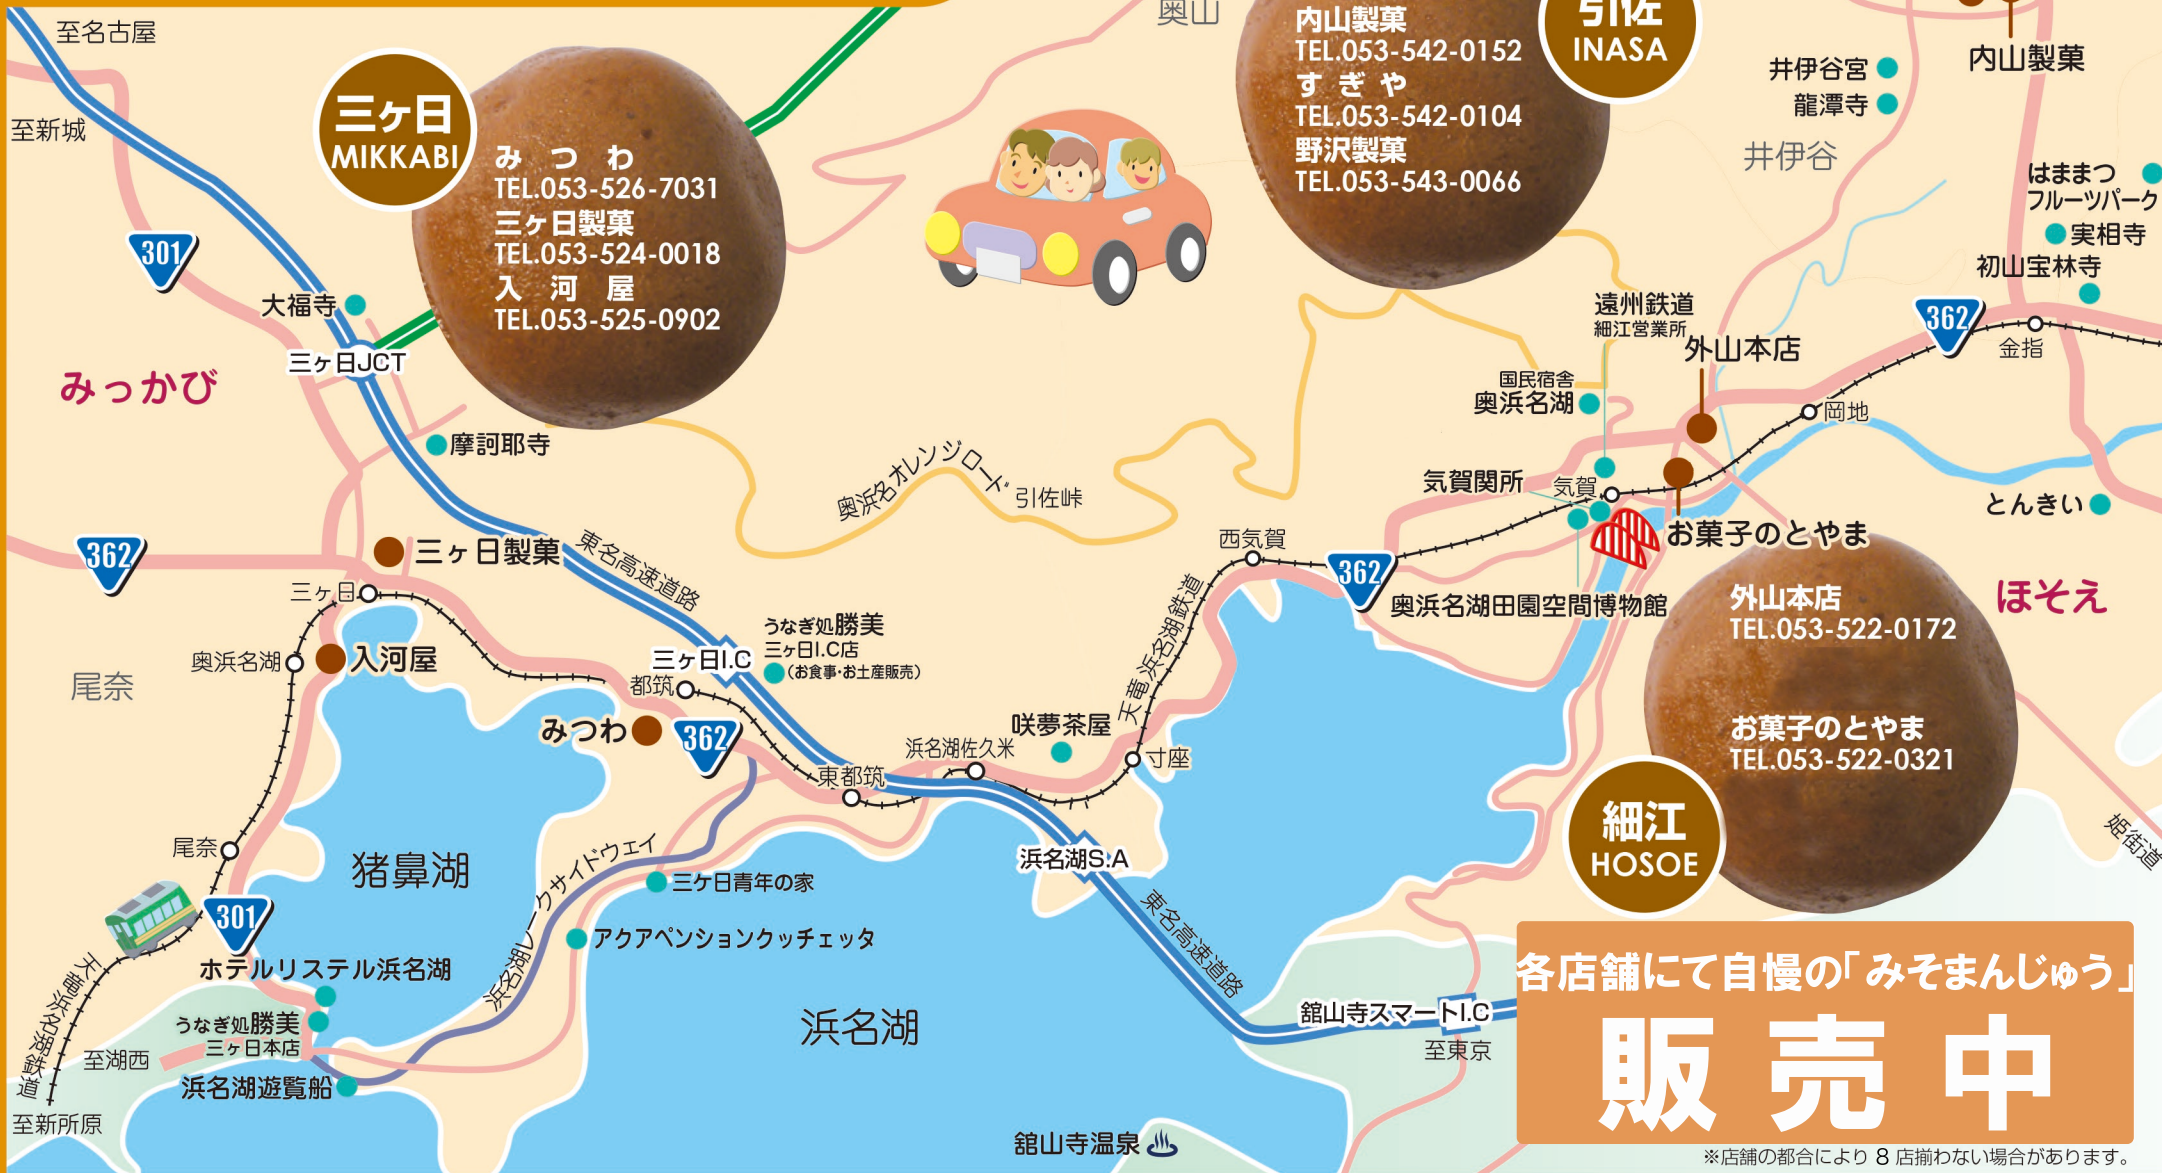 至名古屋
至新城
三ヶ日
MIKKABI
み つ わ
TEL.053-526-7031
三ヶ日製菓
TEL.053-524-0018
入 河 屋
TEL.053-525-0902
奥山
内山製菓
TEL.053-542-0152
す ぎ や
TEL.053-542-0104
野沢製菓
TEL.053-543-0066
引佐
INASA
内山製菓
井伊谷宮
龍潭寺
井伊谷
はままつ
フルーツパーク
実相寺
初山宝林寺
301
大福寺
三ヶ日JCT
みっかび
摩訶耶寺
遠州鉄道
細江営業所
外山本店
362
金指
国民宿舎
奥浜名湖
岡地
奥浜名オレンジロード
引佐峠
気賀関所
気賀
とんきい
お菓子のとやま
362
三ヶ日製菓
東名高速道路
西気賀
362
奥浜名湖田園空間博物館
ほそえ
三ヶ日
外山本店
TEL.053-522-0172
お菓子のとやま
TEL.053-522-0321
細江
HOSOE
奥浜名湖
入河屋
尾奈
うなぎ処勝美
三ヶ日I.C店
(お食事・お土産販売)
三ヶ日I.C
都筑
みつわ
362
天竜浜名湖鉄道
咲夢茶屋
浜名湖佐久米
寸座
東都筑
尾奈
猪鼻湖
浜名湖レークサイドウェイ
浜名湖S.A
姫街道
三ケ日青年の家
301
アクアペンションクッチェッタ
東名高速道路
天竜浜名湖鉄道
ホテルリステル浜名湖
うなぎ処勝美
三ヶ日本店
至湖西
浜名湖遊覧船
至新所原
浜名湖
舘山寺スマートI.C
至東京
舘山寺温泉
各店舗にて自慢の「みそまんじゅう」
販売中
※店舗の都合により 8 店揃わない場合があります。